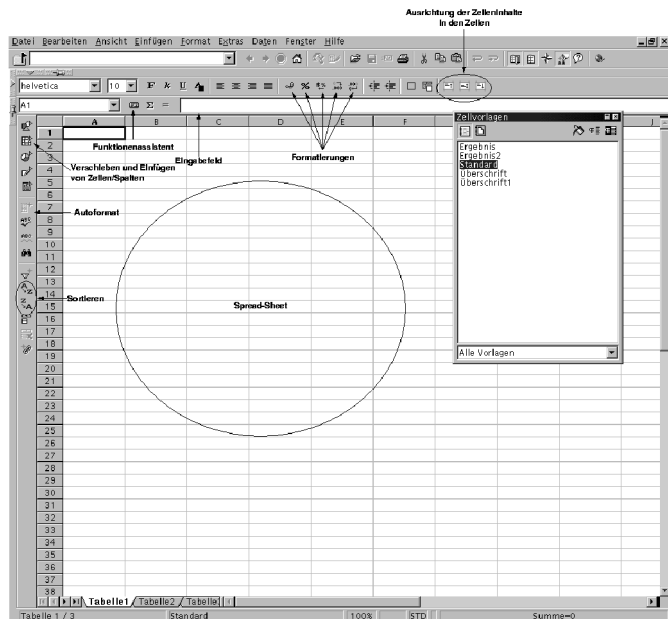 Ausrichtung der Zelleninhalte
in den Zellen
Datei Bearbeiten Ansicht Einfügen Format Extras Daten Fenster Hilfe
helvetica 10 F K U A
A1 Σ =
A B C D E F
Funktionenassistent
Eingabefeld
Formatierungen
Verschieben und Einfügen
von Zellen/Spalten
Autoformat
Sortieren
Spread-Sheet
Zellvorlagen
Ergebnis
Ergebnis2
Standard
Überschrift
Überschrift1
Alle Vorlagen
J
1
2
3
4
5
6
7
8
9
10
11
12
13
14
15
16
17
18
19
20
21
22
23
24
25
26
27
28
29
30
31
32
33
34
35
36
37
38
Tabelle1 Tabelle2 Tabelle
Tabelle 1 / 3 Standard 100% STD Summe=0